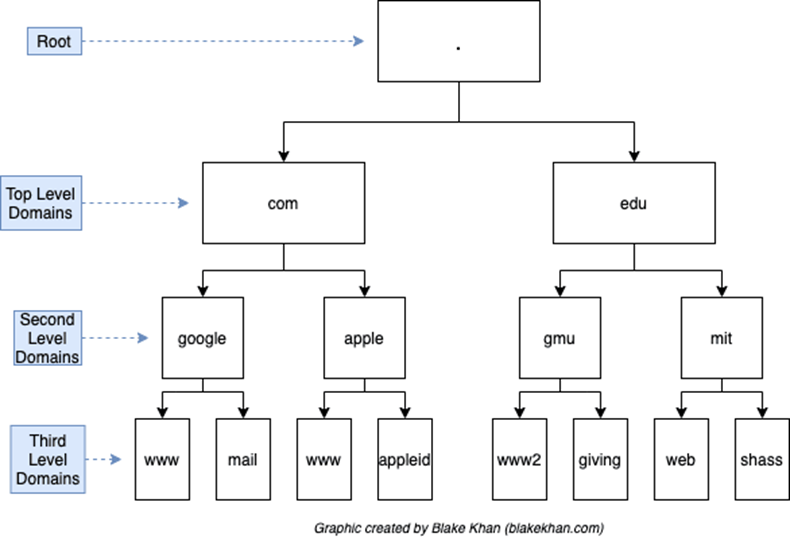 Root
.
Top Level
Domains
com
edu
Second
Level
Domains
google
apple
gmu
mit
Third
Level
Domains
www
mail
www
appleid
www2
giving
web
shass
Graphic created by Blake Khan (blakekhan.com)